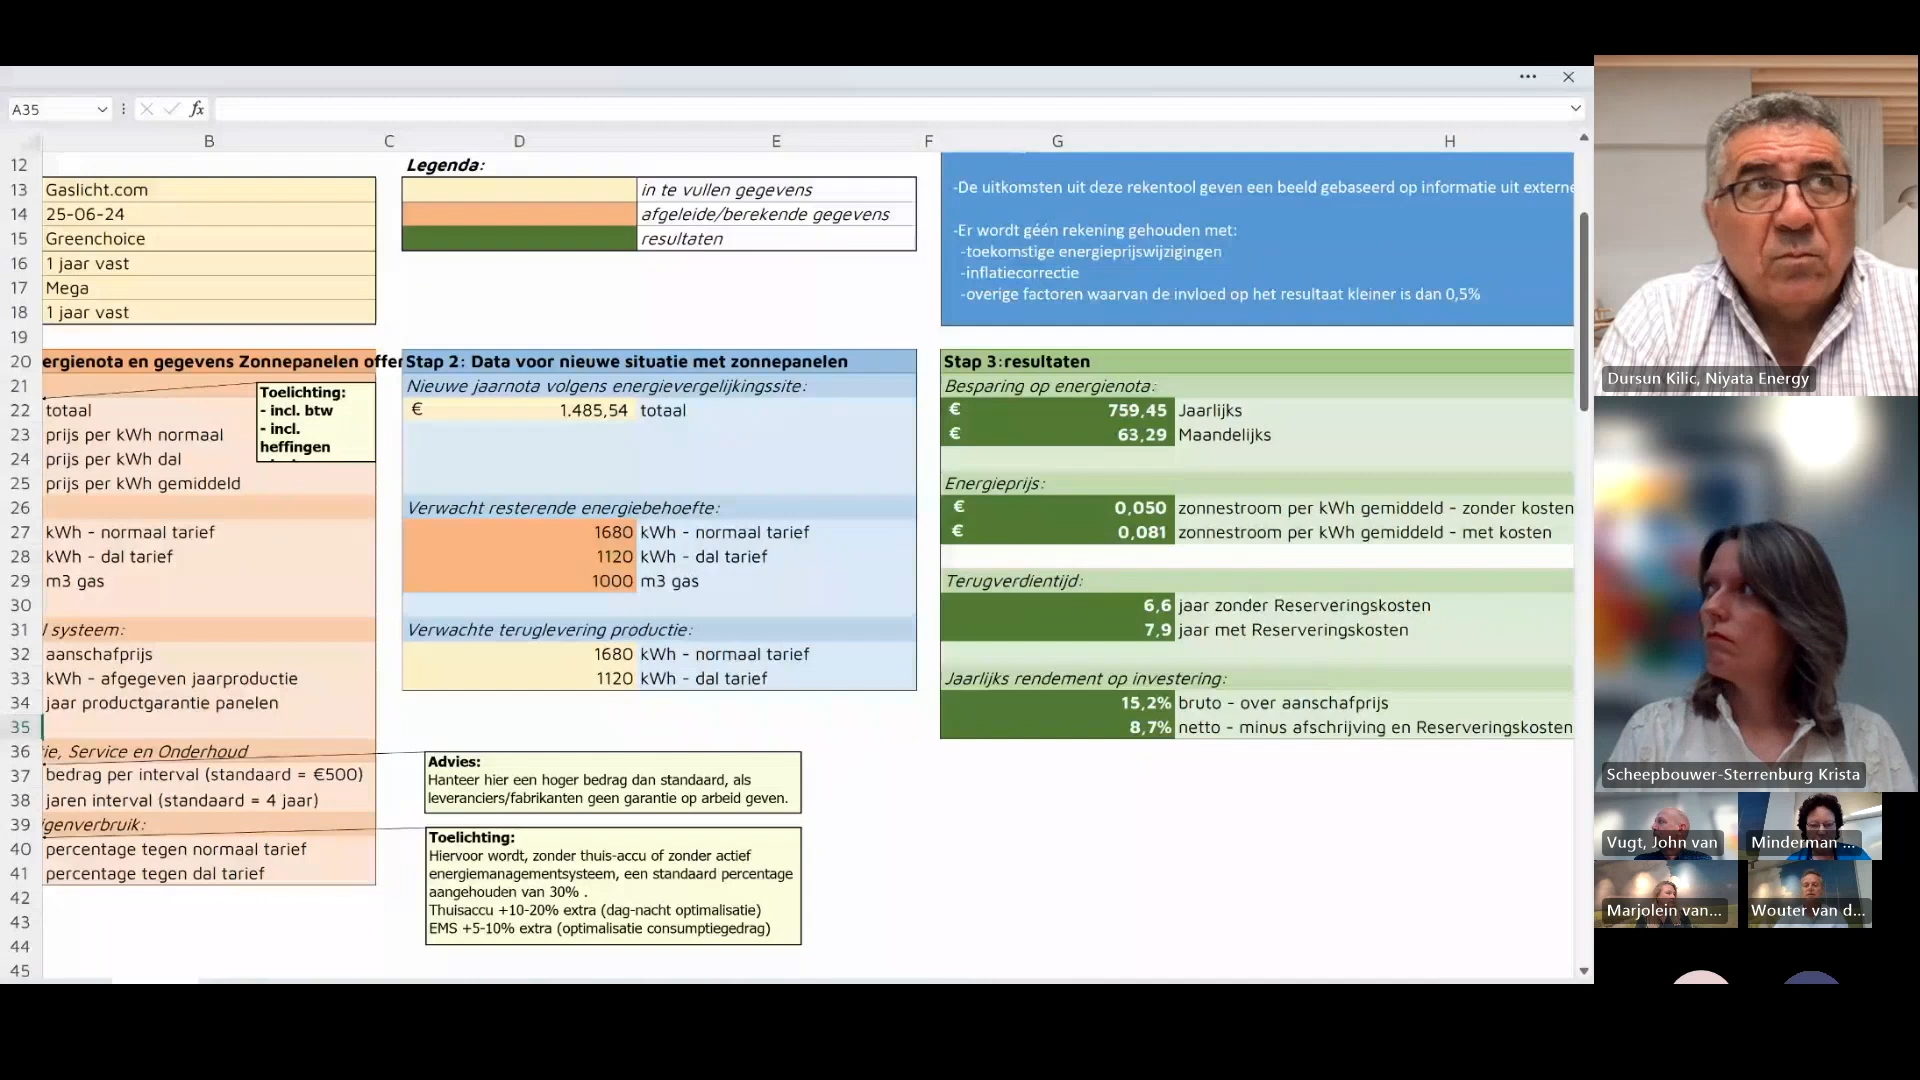 A35
fx
B C D E F G H
12 Legenda:
13 Gaslicht.com in te vullen gegevens
14 25-06-24 afgeleide/berekende gegevens
15 Greenchoice resultaten
16 1 jaar vast
17 Mega
18 1 jaar vast
-De uitkomsten uit deze rekentool geven een beeld gebaseerd op informatie uit externe
-Er wordt géén rekening gehouden met:
-toekomstige energieprijswijzigingen
-inflatiecorrectie
-overige factoren waarvan de invloed op het resultaat kleiner is dan 0,5%
19
20 ergienota en gegevens Zonnepanelen offer Stap 2: Data voor nieuwe situatie met zonnepanelen Stap 3:resultaten
21 Nieuwe jaarnota volgens energievergelijkingssite: Besparing op energienota:
22 totaal € 1.485,54 totaal € 759,45 Jaarlijks
23 prijs per kWh normaal € 63,29 Maandelijks
24 prijs per kWh dal
25 prijs per kWh gemiddeld Energieprijs:
Toelichting:
- incl. btw
- incl.
heffingen
26 Verwacht resterende energiebehoefte: € 0,050 zonnestroom per kWh gemiddeld - zonder kosten
27 kWh - normaal tarief 1680 kWh - normaal tarief € 0,081 zonnestroom per kWh gemiddeld - met kosten
28 kWh - dal tarief 1120 kWh - dal tarief
29 m3 gas 1000 m3 gas Terugverdientijd:
30 6,6 jaar zonder Reserveringskosten
31 l systeem: Verwachte teruglevering productie: 7,9 jaar met Reserveringskosten
32 aanschafprijs 1680 kWh - normaal tarief
33 kWh - afgegeven jaarproductie 1120 kWh - dal tarief Jaarlijks rendement op investering:
34 jaar productgarantie panelen 15,2% bruto - over aanschafprijs
35 8,7% netto - minus afschrijving en Reserveringskosten
36 ie, Service en Onderhoud
37 bedrag per interval (standaard = €500)
38 jaren interval (standaard = 4 jaar)
39 igenverbruik:
40 percentage tegen normaal tarief
41 percentage tegen dal tarief
42
43
44
45
Advies:
Hanteer hier een hoger bedrag dan standaard, als
leveranciers/fabrikanten geen garantie op arbeid geven.
Toelichting:
Hiervoor wordt, zonder thuis-accu of zonder actief
energiemanagementsysteem, een standaard percentage
aangehouden van 30% .
Thuisaccu +10-20% extra (dag-nacht optimalisatie)
EMS +5-10% extra (optimalisatie consumptiegedrag)
Dursun Kilic, Niyata Energy
Scheepbouwer-Sterrenburg Krista
Vugt, John van
Minderman ...
Marjolein van...
Wouter van d...